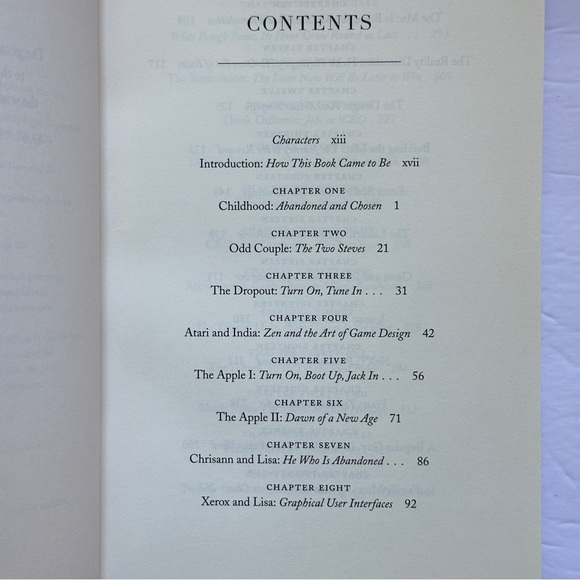 CONTENTS
Characters xiii
Introduction: How This Book Came to Be xvii
CHAPTER ONE
Childhood: Abandoned and Chosen 1
CHAPTER TWO
Odd Couple: The Two Steves 21
CHAPTER THREE
The Dropout: Turn On, Tune In . . . 31
CHAPTER FOUR
Atari and India: Zen and the Art of Game Design 42
CHAPTER FIVE
The Apple I: Turn On, Boot Up, Jack In . . . 56
CHAPTER SIX
The Apple II: Dawn of a New Age 71
CHAPTER SEVEN
Chrisann and Lisa: He Who Is Abandoned . . . 86
CHAPTER EIGHT
Xerox and Lisa: Graphical User Interfaces 92